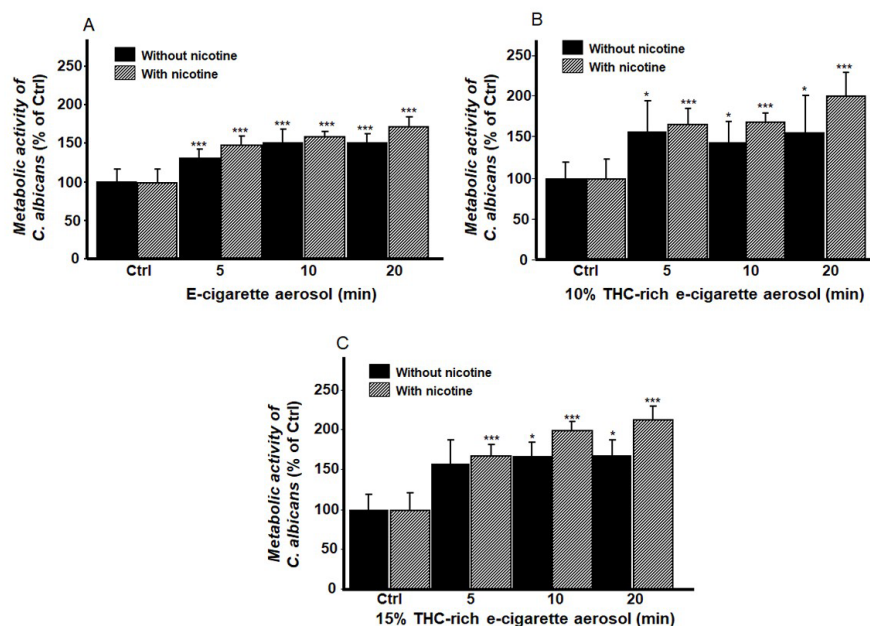 A
Metabolic activity of
C. albicans (% of Ctrl)
250
200
150
100
50
0
Without nicotine
With nicotine
***
***
***
***
***
***
Ctrl
5
10
20
E-cigarette aerosol (min)
B
Metabolic activity of
C. albicans (% of Ctrl)
250
200
150
100
50
0
Without nicotine
With nicotine
*
***
*
***
*
***
Ctrl
5
10
20
10% THC-rich e-cigarette aerosol (min)
C
Metabolic activity of
C. albicans (% of Ctrl)
250
200
150
100
50
0
Without nicotine
With nicotine
***
*
***
*
***
Ctrl
5
10
20
15% THC-rich e-cigarette aerosol (min)